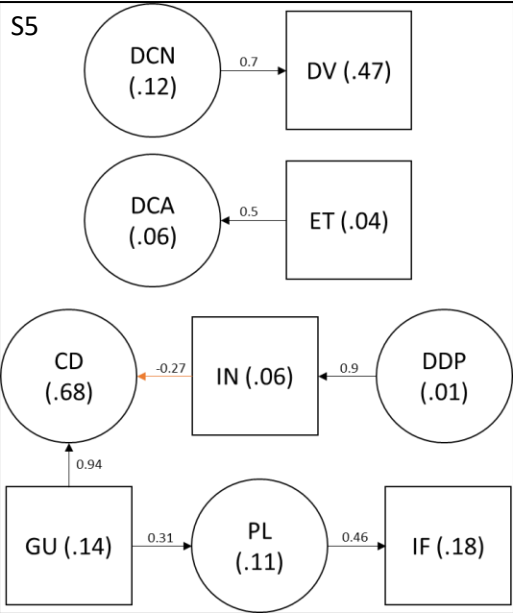 S5
DCN
(.12)
0.7
DV (.47)
DCA
(.06)
0.5
ET (.04)
CD
(.68)
-0.27
IN (.06)
0.9
DDP
(.01)
0.94
GU (.14)
0.31
PL
(.11)
0.46
IF (.18)